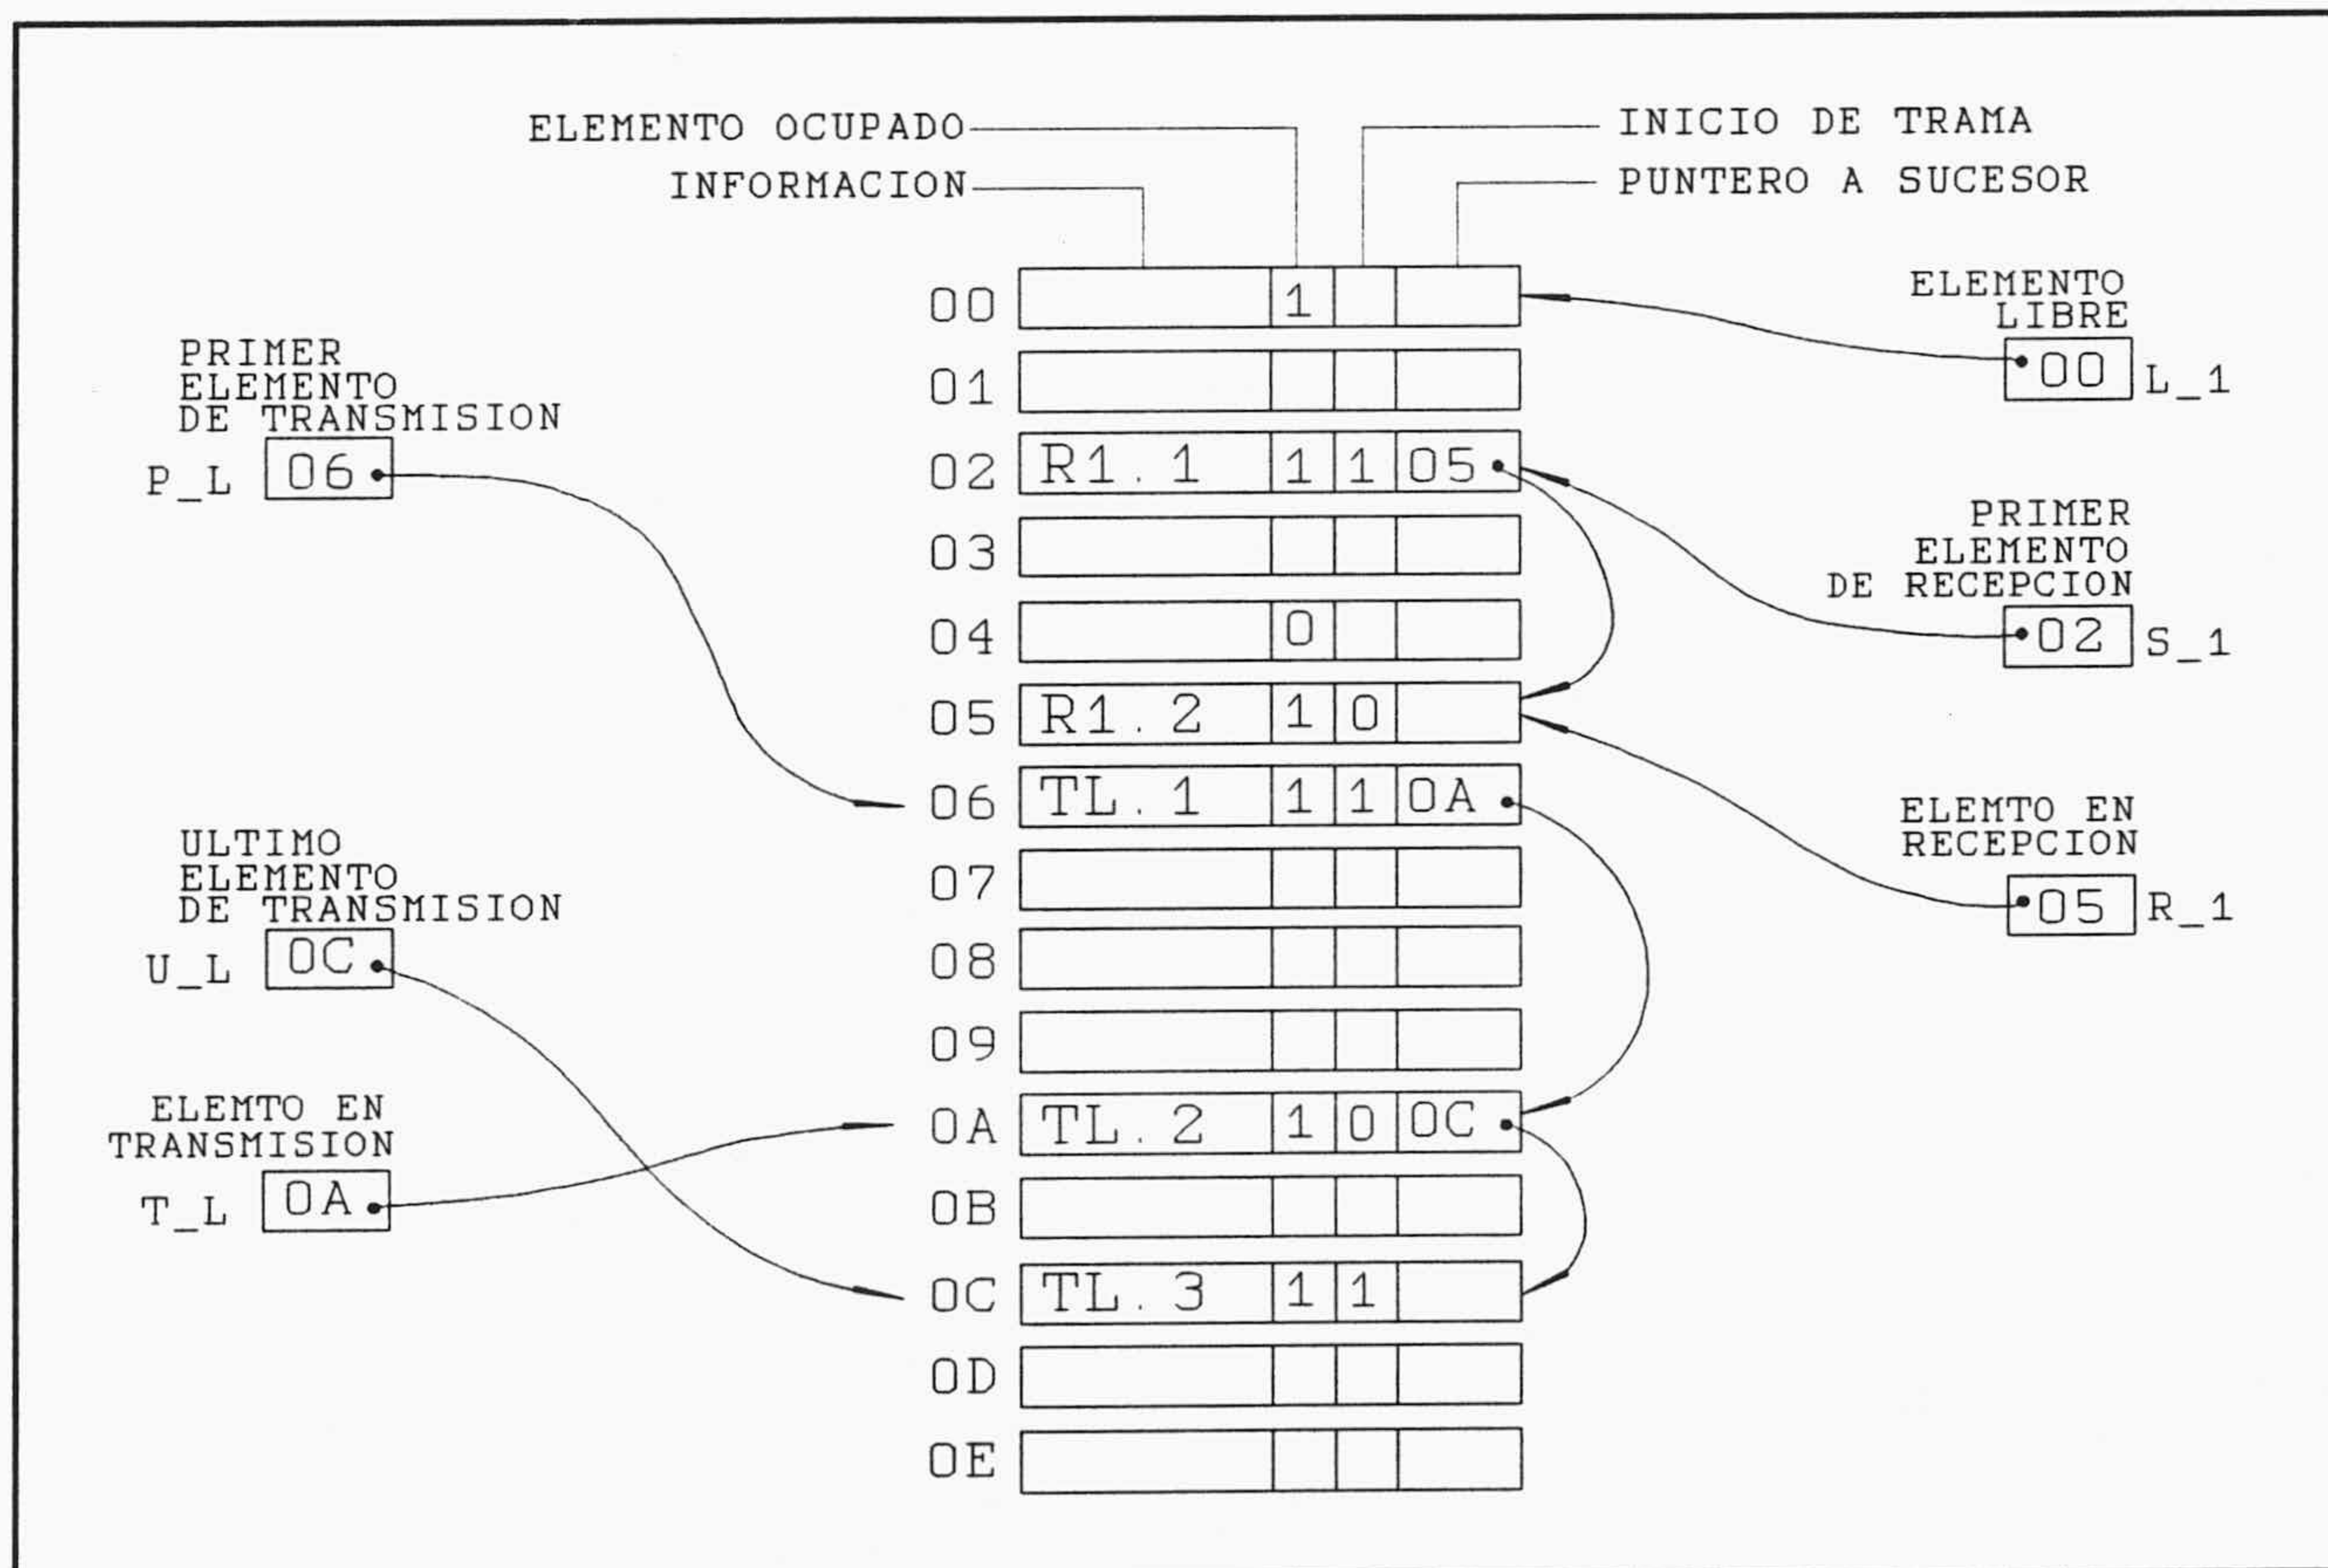 ELEMENTO OCUPADO
INFORMACION
INICIO DE TRAMA
PUNTERO A SUCESOR
PRIMER
ELEMENTO
DE TRANSMISION
P_L 06
ULTIMO
ELEMENTO
DE TRANSMISION
U_L 0C
ELEMTO EN
TRANSMISION
T_L 0A
00 1
01
02 R1.1 1 1 05
03
04 0
05 R1.2 1 0
06 TL.1 1 1 0A
07
08
09
0A TL.2 1 0 0C
0B
0C TL.3 1 1
0D
0E
ELEMENTO
LIBRE
00 L_1
PRIMER
ELEMENTO
DE RECEPCION
02 S_1
ELEMTO EN
RECEPCION
05 R_1